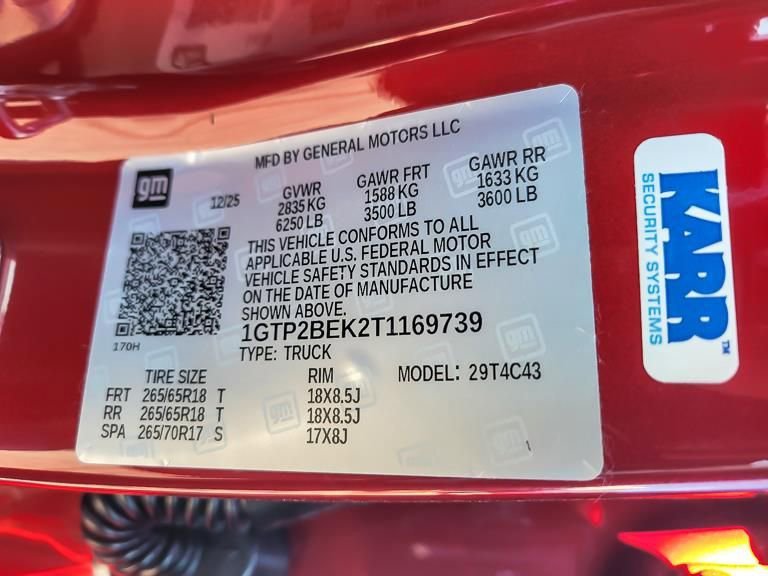 MFD BY GENERAL MOTORS LLC
gm
12/25
GVWR
2835 KG
6250 LB
GAWR FRT
1588 KG
3500 LB
GAWR RR
1633 KG
3600 LB
THIS VEHICLE CONFORMS TO ALL
APPLICABLE U.S. FEDERAL MOTOR
VEHICLE SAFETY STANDARDS IN EFFECT
ON THE DATE OF MANUFACTURE
SHOWN ABOVE.
170H
1GTP2BEK2T1169739
TYPE: TRUCK
MODEL: 29T4C43
TIRE SIZE RIM
FRT 265/65R18 T 18X8.5J
RR 265/65R18 T 18X8.5J
SPA 265/70R17 S 17X8J
KARR™
SECURITY SYSTEMS